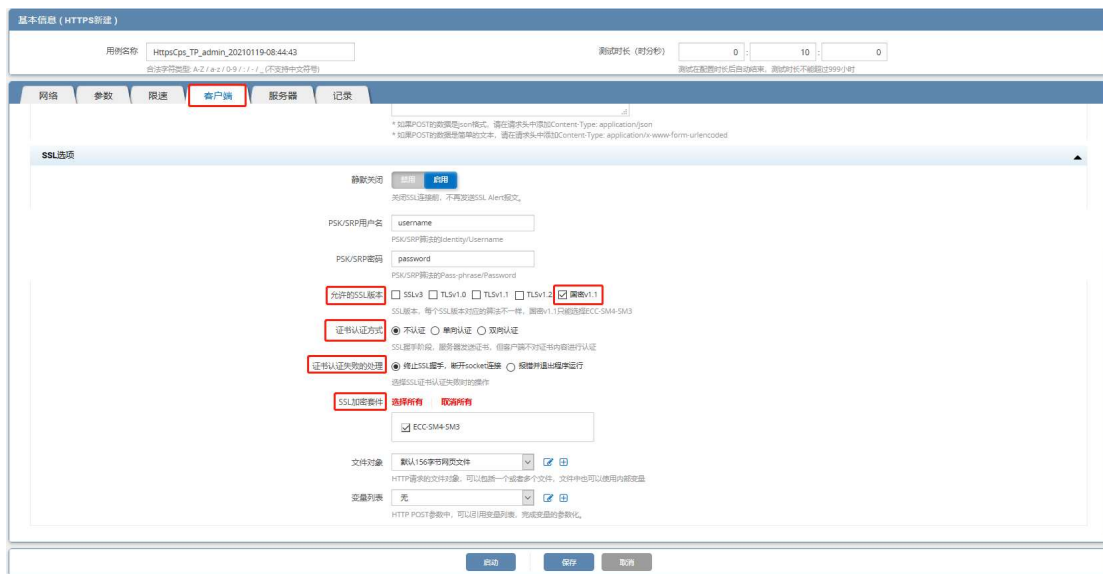 基本信息 ( HTTPS新建 )
用例名称 HttpsCps_TP_admin_20210119-08:44:43 测试时长 (时分秒) 0 : 10 : 0
合法字符类型: A-Z / a-z / 0-9 / : / - / _ (不支持中文符号) 测试在配置时长后自动结束, 测试时长不能超过999小时
网络 参数 限速 客户端 服务器 记录
* 如果POST的数据是json格式, 请在请求头中添加Content-Type: application/json
* 如果POST的数据是简单的文本, 请在请求头中添加Content-Type: application/x-www-form-urlencoded
SSL选项
静默关闭 禁用 启用
关闭SSL连接前, 不再发送SSL Alert报文。
PSK/SRP用户名 username
PSK/SRP算法的Identity/Username
PSK/SRP密码 password
PSK/SRP算法的Pass-phrase/Password
允许的SSL版本 SSLv3 TLSv1.0 TLSv1.1 TLSv1.2 国密v1.1
SSL版本, 每个SSL版本对应的算法不一样, 国密v1.1只能选择ECC-SM4-SM3
证书认证方式 不认证 单向认证 双向认证
SSL握手阶段, 服务器发送证书, 但客户端不对证书内容进行认证
证书认证失败的处理 终止SSL握手, 断开socket连接 报错并退出程序运行
选择SSL证书认证失败时的操作
SSL加密套件 选择所有 取消所有
ECC-SM4-SM3
文件对象 默认156字节网页文件
HTTP请求的文件对象, 可以包括一个或者多个文件, 文件中也可以使用内部变量
变量列表 无
HTTP POST参数中, 可以引用变量列表, 完成变量的参数化。
启动 保存 取消